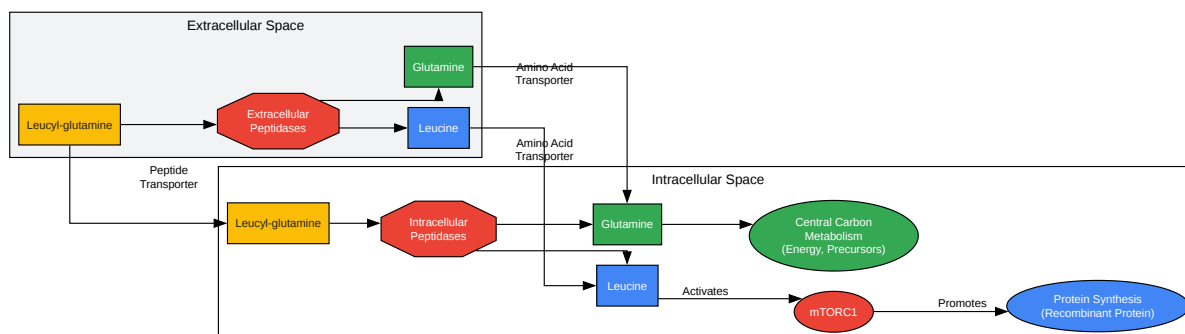 Extracellular Space
Glutamine
Amino Acid
Transporter
Leucyl-glutamine
Extracellular
Peptidases
Leucine
Amino Acid
Transporter
Peptide
Transporter
Intracellular Space
Leucyl-glutamine
Intracellular
Peptidases
Glutamine
Central Carbon
Metabolism
(Energy, Precursors)
Leucine
Activates
mTORC1
Promotes
Protein Synthesis
(Recombinant Protein)